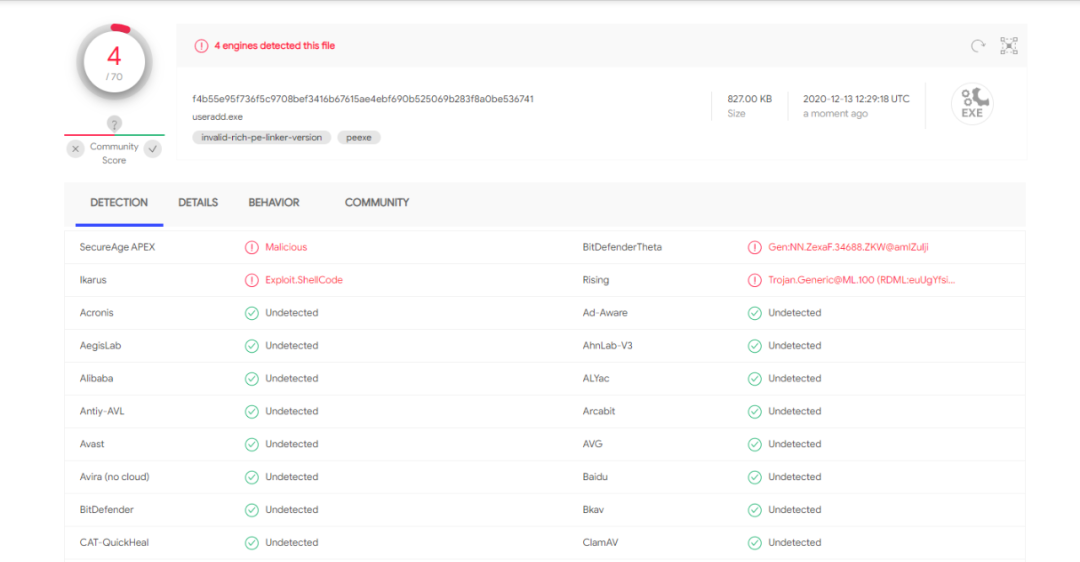 4
/ 70
?
Community
Score
4 engines detected this file
f4b55e95f736f5c9708bef3416b67615ae4ebf690b525069b283f8a0be536741
useradd.exe
invalid-rich-pe-linker-version peexe
827.00 KB
Size
2020-12-13 12:29:18 UTC
a moment ago
EXE
DETECTION DETAILS BEHAVIOR COMMUNITY
SecureAge APEX Malicious BitDefenderTheta Gen:NN.ZexaF.34688.ZKW@amIZulji
Ikarus Exploit.ShellCode Rising Trojan.Generic@ML.100 (RDML:euUgYfsi...
Acronis Undetected Ad-Aware Undetected
AegisLab Undetected AhnLab-V3 Undetected
Alibaba Undetected ALYac Undetected
Antiy-AVL Undetected Arcabit Undetected
Avast Undetected AVG Undetected
Avira (no cloud) Undetected Baidu Undetected
BitDefender Undetected Bkav Undetected
CAT-QuickHeal Undetected ClamAV Undetected